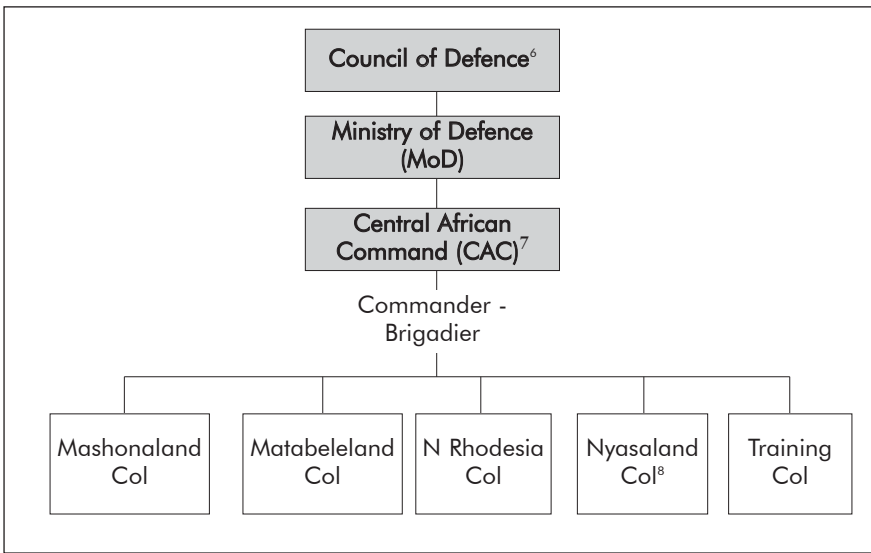 Council of Defence⁶
Ministry of Defence
(MoD)
Central African
Command (CAC)⁷
Commander -
Brigadier
Mashonaland
Col
Matabeleland
Col
N Rhodesia
Col
Nyasaland
Col⁸
Training
Col